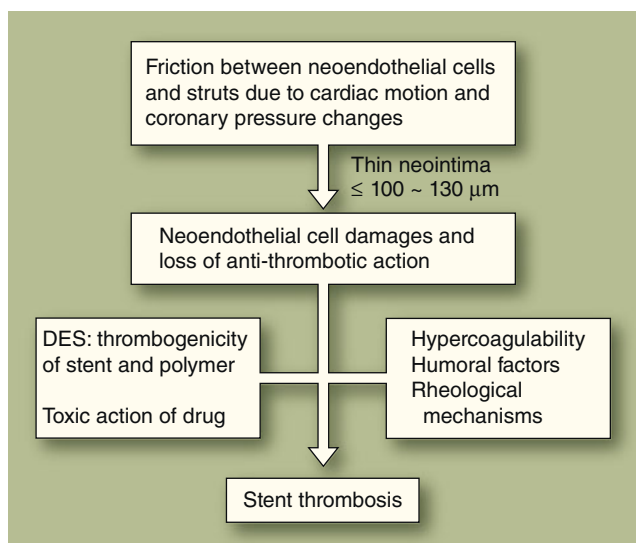 Friction between neoendothelial cells
and struts due to cardiac motion and
coronary pressure changes
Thin neointima
≤ 100 ~ 130 μm
Neoendothelial cell damages and
loss of anti-thrombotic action
DES: thrombogenicity
of stent and polymer
Toxic action of drug
Hypercoagulability
Humoral factors
Rheological
mechanisms
Stent thrombosis